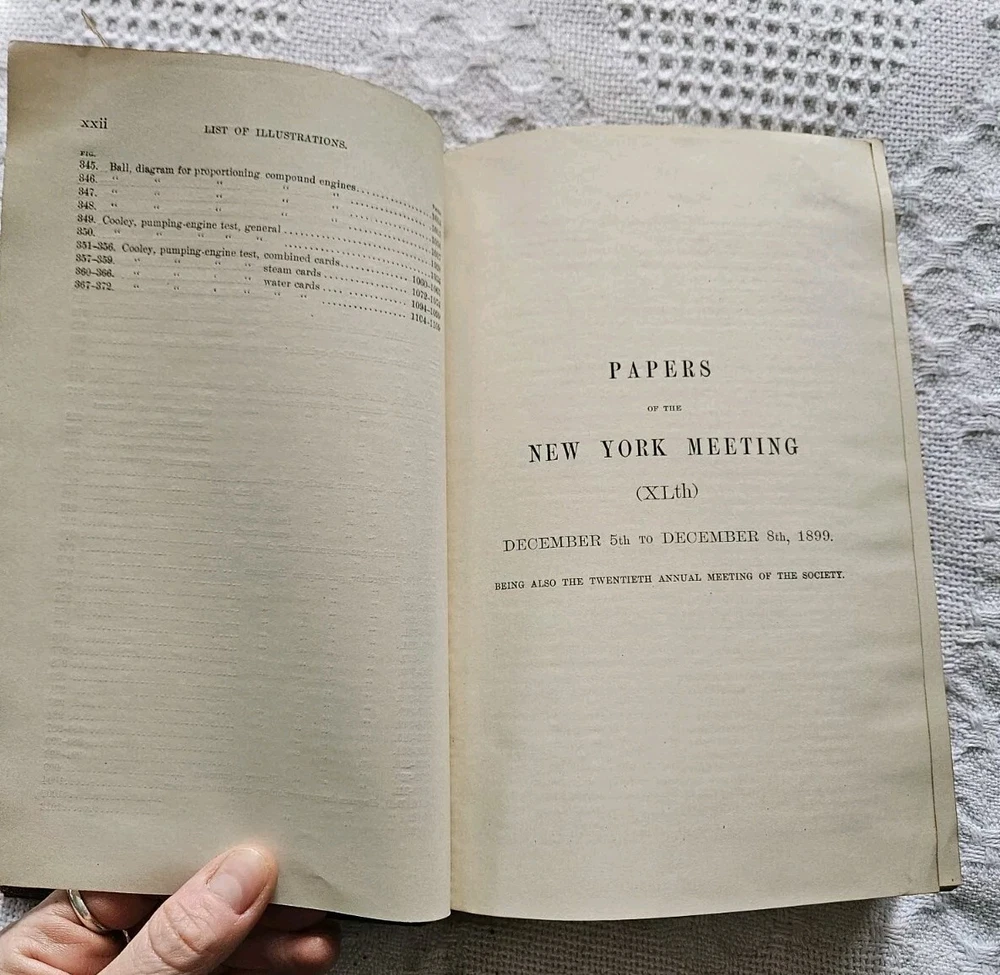 xxii
LIST OF ILLUSTRATIONS.
FIG.
345. Ball, diagram for proportioning compound engines
346. " " " " "
347. " " " " "
348. " " " " "
349. Cooley, pumping-engine test, general
350. " " " " "
351-356. Cooley, pumping-engine test, combined cards
357-359. " " " " steam cards
360-366. " " " " water cards
367-372. " " " " " "
PAPERS
OF THE
NEW YORK MEETING
(XLth)
DECEMBER 5th TO DECEMBER 8th, 1899.
BEING ALSO THE TWENTIETH ANNUAL MEETING OF THE SOCIETY.